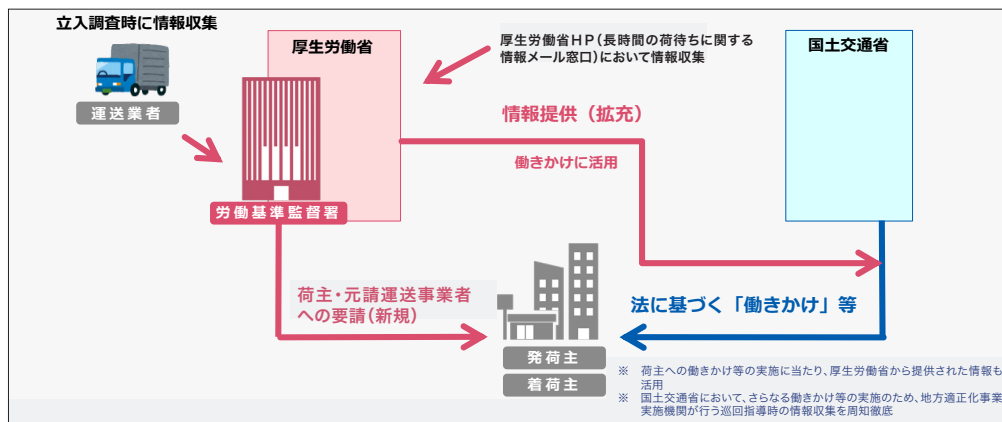 立入調査時に情報収集
運送業者
厚生労働省
労働基準監督署
厚生労働省HP(長時間の荷待ちに関する
情報メール窓口)において情報収集
情報提供(拡充)
働きかけに活用
国土交通省
荷主・元請運送事業者
への要請(新規)
発荷主
着荷主
法に基づく「働きかけ」等
※ 荷主への働きかけ等の実施に当たり、厚生労働省から提供された情報も
活用
※ 国土交通省において、さらなる働きかけ等の実施のため、地方適正化事業
実施機関が行う巡回指導時の情報収集を周知徹底